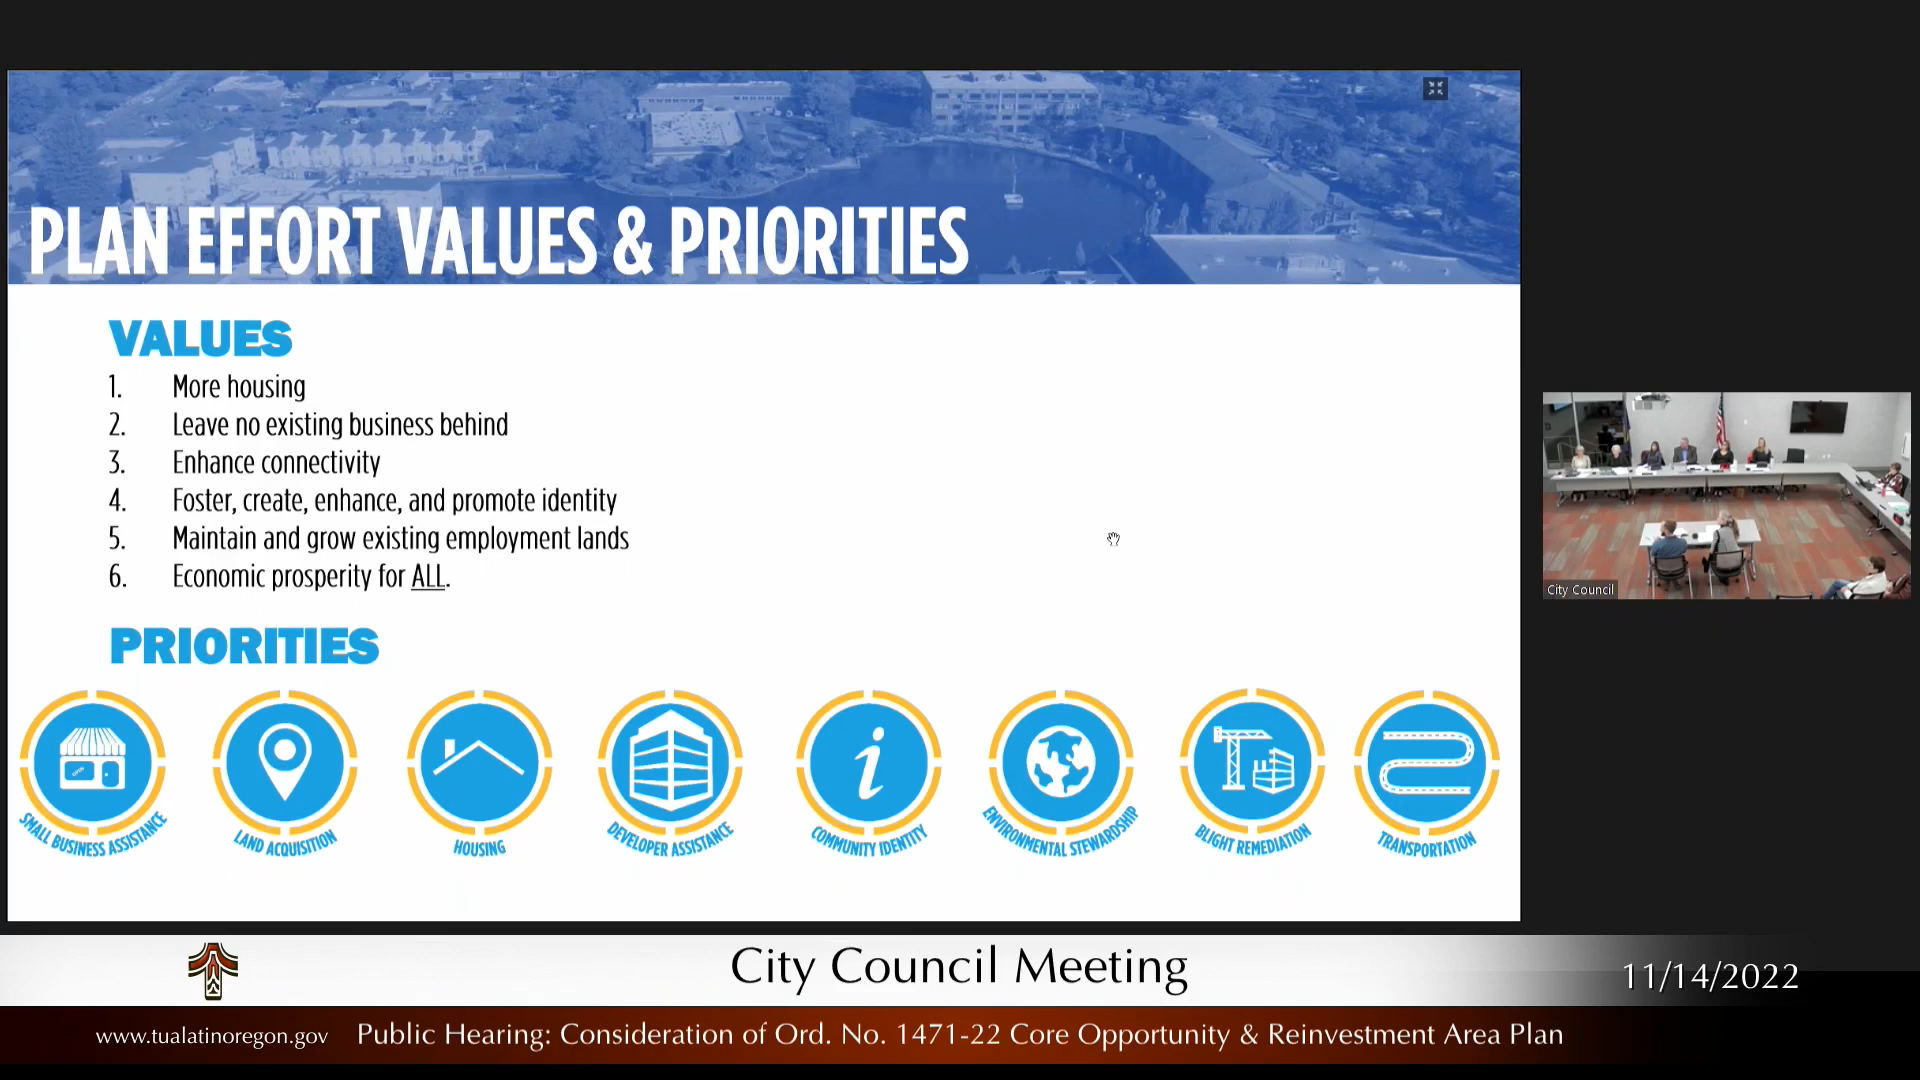 PLAN EFFORT VALUES & PRIORITIES
VALUES
1. More housing
2. Leave no existing business behind
3. Enhance connectivity
4. Foster, create, enhance, and promote identity
5. Maintain and grow existing employment lands
6. Economic prosperity for ALL.
PRIORITIES
SMALL BUSINESS ASSISTANCE
LAND ACQUISITION
HOUSING
DEVELOPER ASSISTANCE
COMMUNITY IDENTITY
ENVIRONMENTAL STEWARDSHIP
BLIGHT REMEDIATION
TRANSPORTATION
City Council
City Council Meeting
11/14/2022
www.tualatinoregon.gov
Public Hearing: Consideration of Ord. No. 1471-22 Core Opportunity & Reinvestment Area Plan